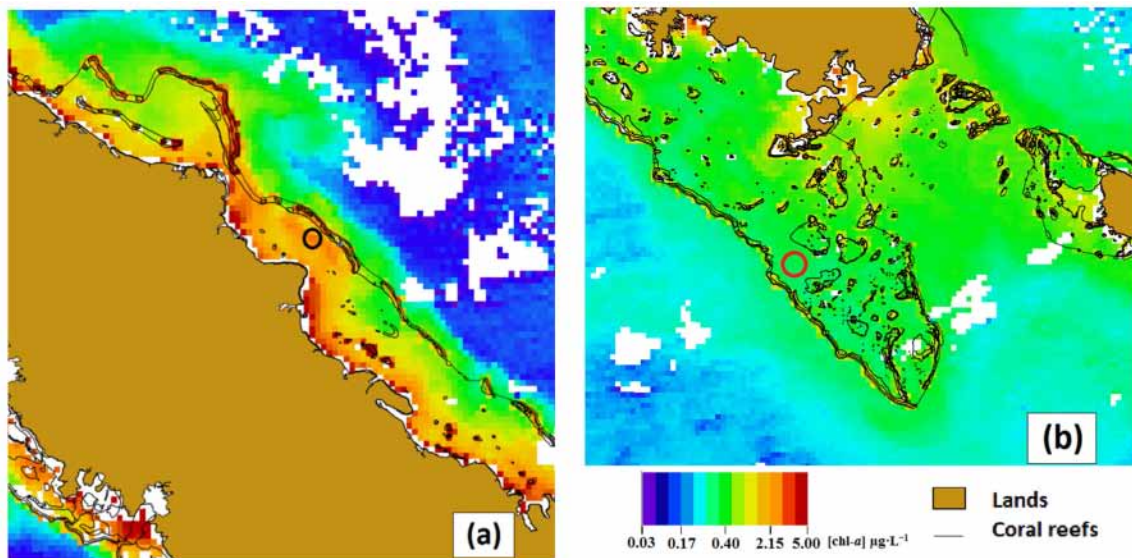 (a)
(b)
0.03 0.17 0.40 2.15 5.00 [chl-a] µg·L⁻¹
Lands
Coral reefs